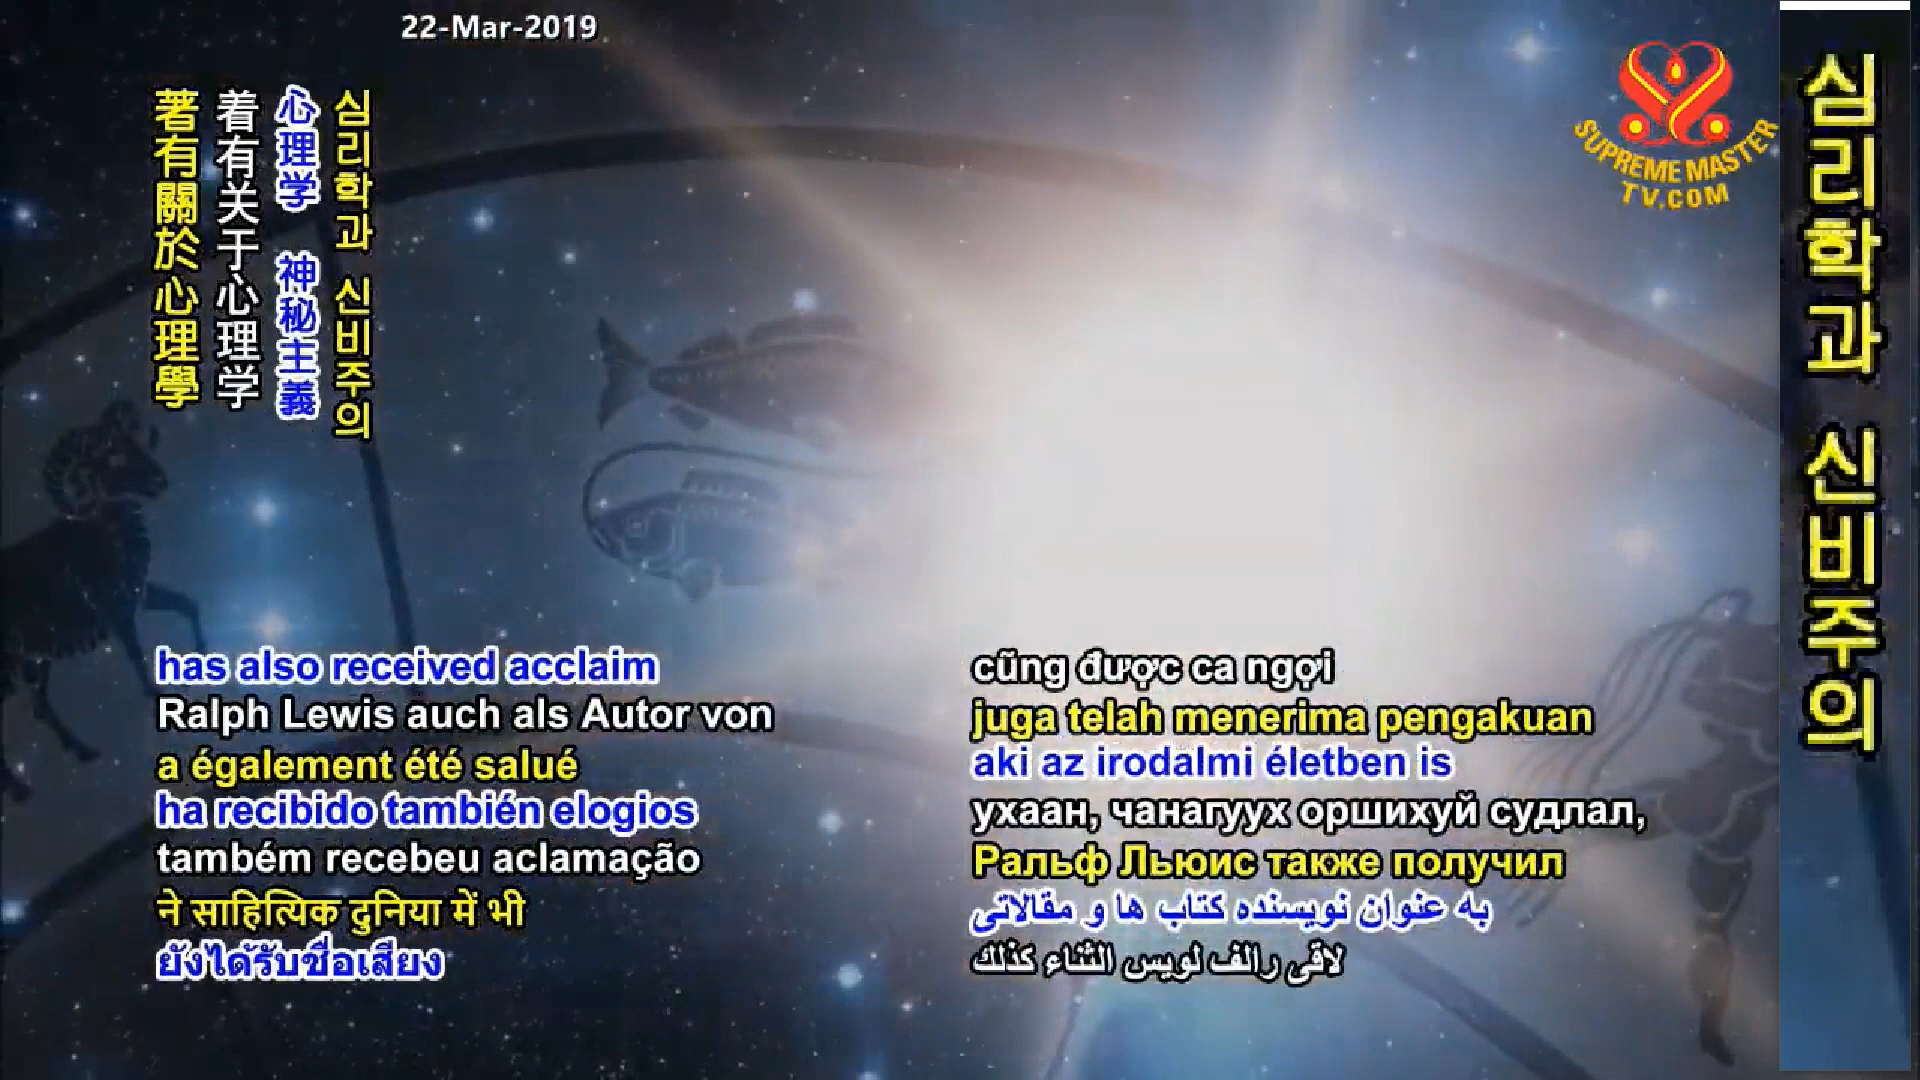 22-Mar-2019
SUPREME MASTER
TV.COM
심리학과 신비주의
심리학과 신비주의
心理学 神秘主義
着有关于心理学
著有關於心理學
has also received acclaim
Ralph Lewis auch als Autor von
a également été salué
ha recibido también elogios
também recebeu aclamação
ने साहित्यिक दुनिया में भी
ยังได้รับชื่อเสียง
cũng được ca ngợi
juga telah menerima pengakuan
aki az irodalmi életben is
ухаан, чанагуух оршихуй судлал,
Ральф Льюис также получил
به عنوان نویسنده کتاب ها و مقالاتی
لاقى رالف لويس الثناء كذلك